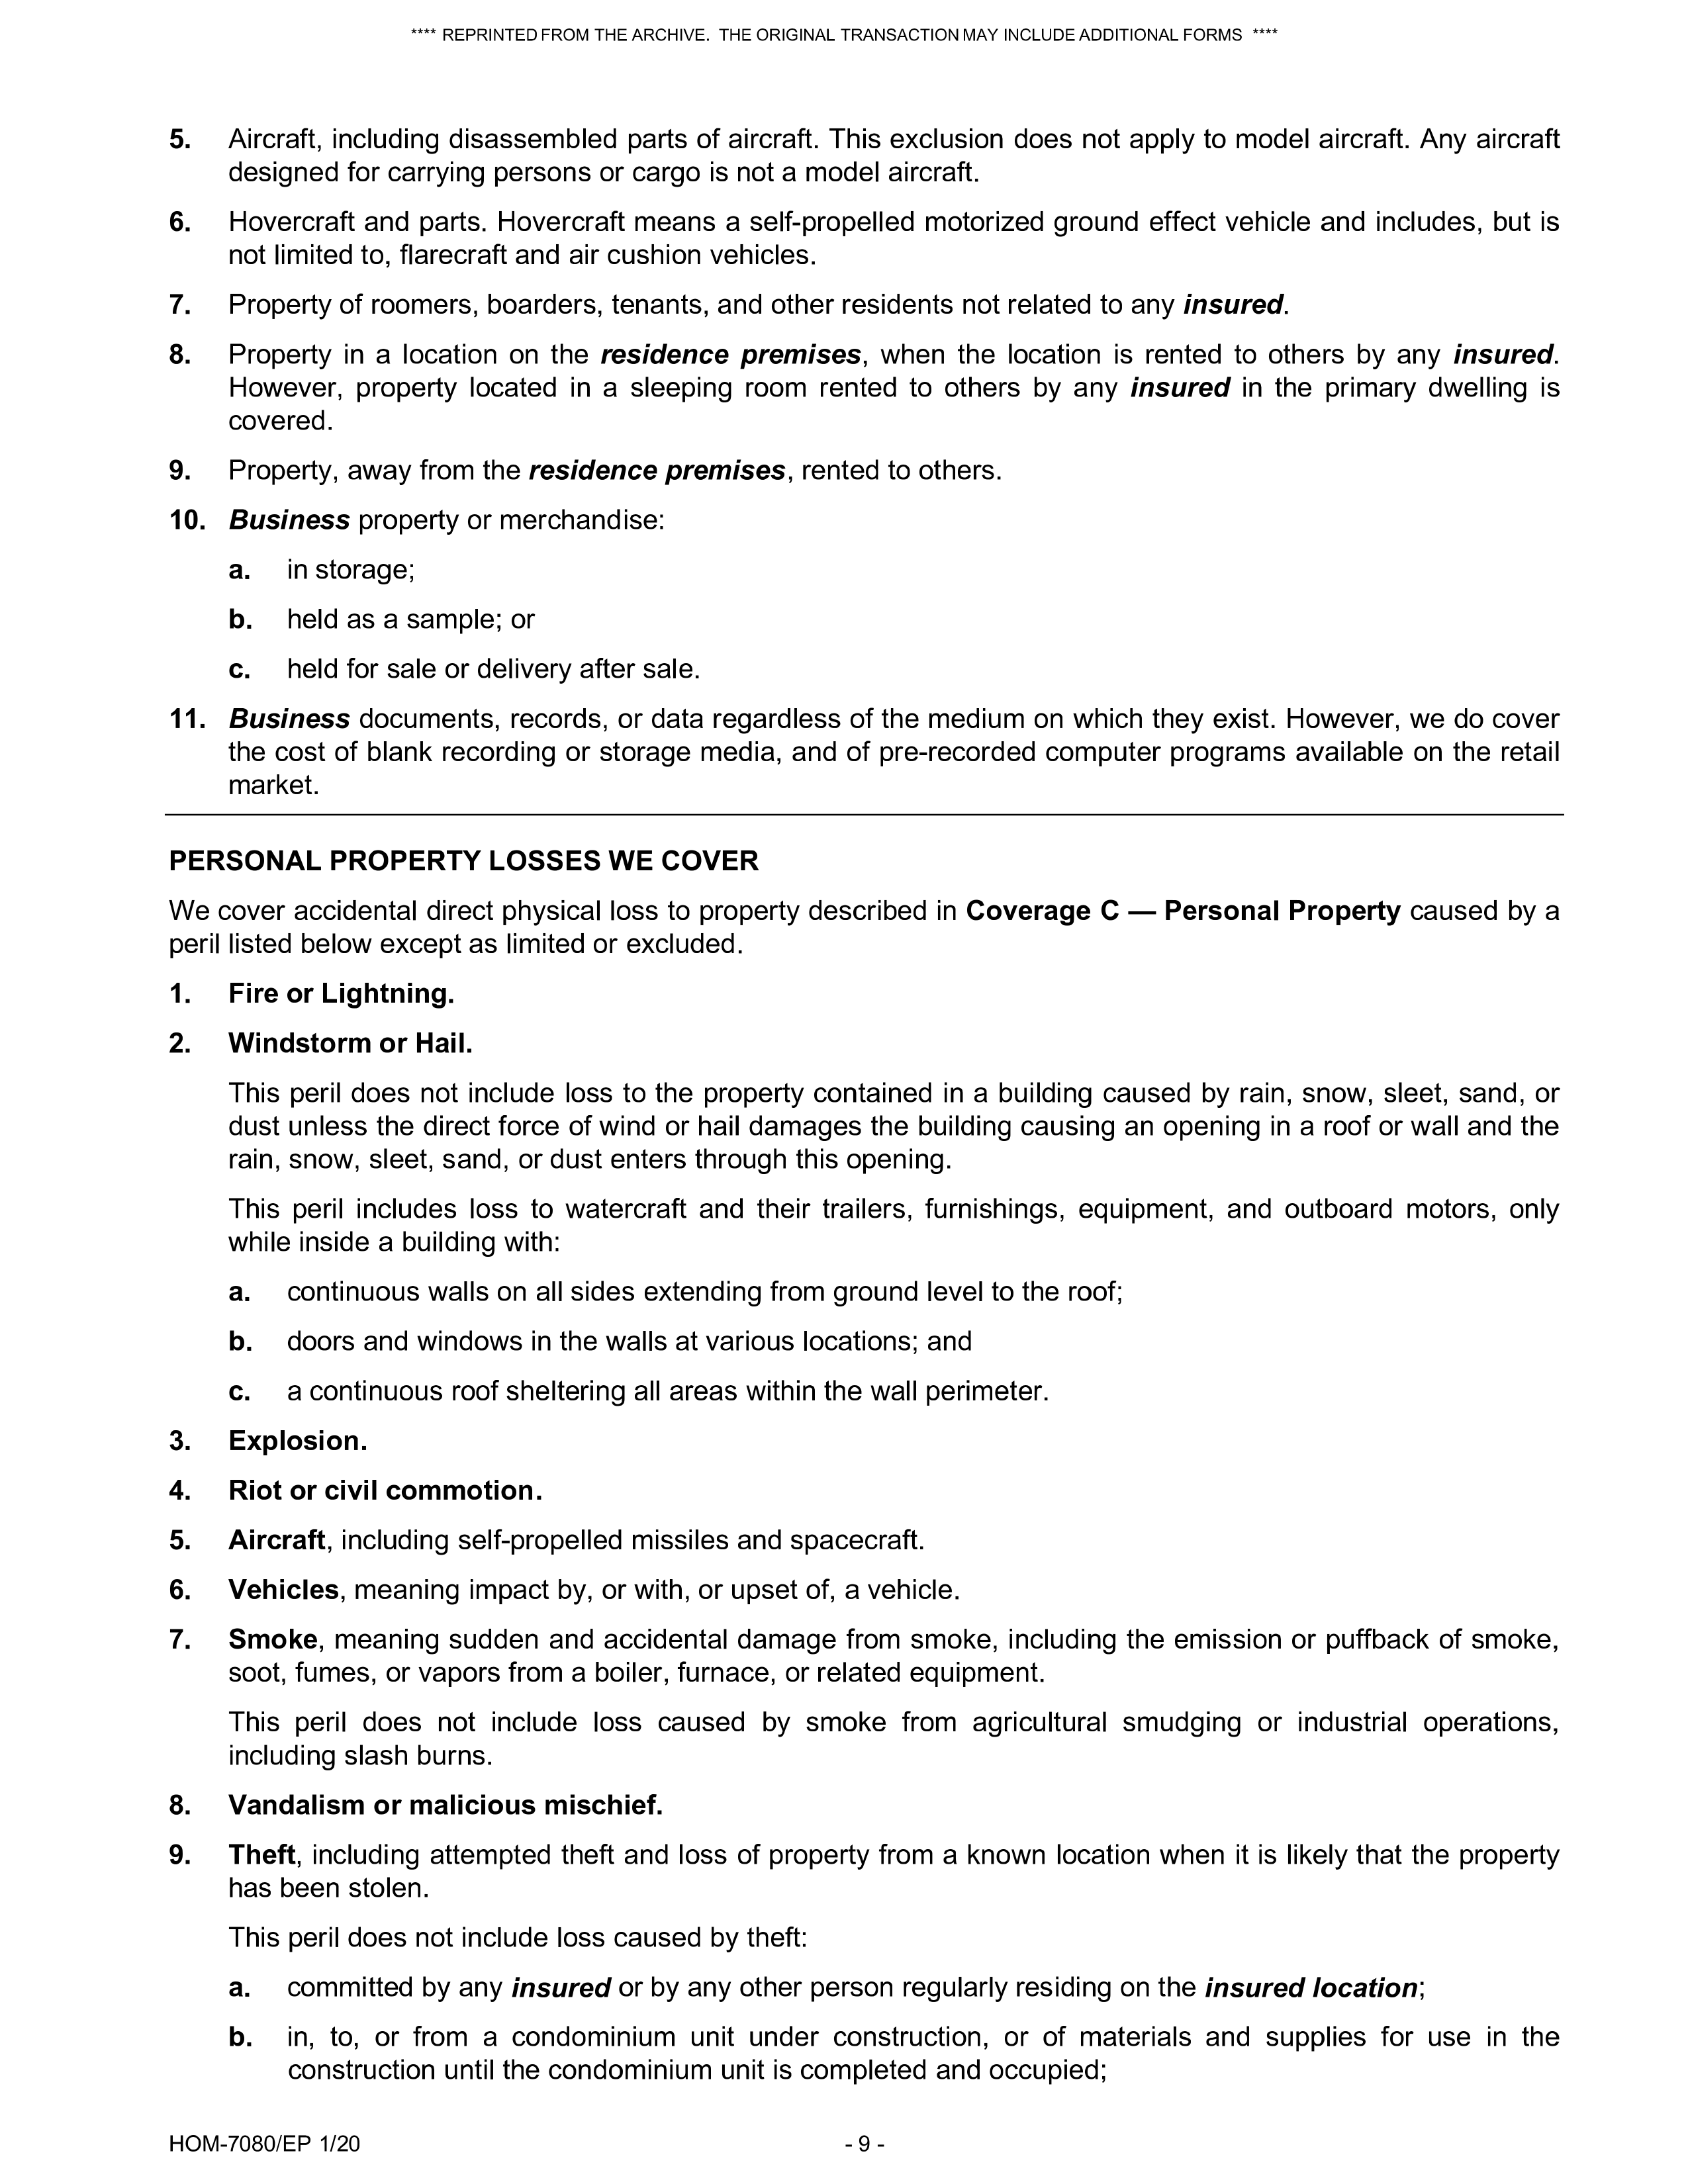 **** REPRINTED FROM THE ARCHIVE. THE ORIGINAL TRANSACTION MAY INCLUDE ADDITIONAL FORMS ****
5. Aircraft, including disassembled parts of aircraft. This exclusion does not apply to model aircraft. Any aircraft
designed for carrying persons or cargo is not a model aircraft.
6. Hovercraft and parts. Hovercraft means a self-propelled motorized ground effect vehicle and includes, but is
not limited to, flarecraft and air cushion vehicles.
7. Property of roomers, boarders, tenants, and other residents not related to any insured.
8. Property in a location on the residence premises, when the location is rented to others by any insured.
However, property located in a sleeping room rented to others by any insured in the primary dwelling is
covered.
9. Property, away from the residence premises, rented to others.
10. Business property or merchandise:
a. in storage;
b. held as a sample; or
c. held for sale or delivery after sale.
11. Business documents, records, or data regardless of the medium on which they exist. However, we do cover
the cost of blank recording or storage media, and of pre-recorded computer programs available on the retail
market.
PERSONAL PROPERTY LOSSES WE COVER
We cover accidental direct physical loss to property described in Coverage C — Personal Property caused by a
peril listed below except as limited or excluded.
1. Fire or Lightning.
2. Windstorm or Hail.
This peril does not include loss to the property contained in a building caused by rain, snow, sleet, sand, or
dust unless the direct force of wind or hail damages the building causing an opening in a roof or wall and the
rain, snow, sleet, sand, or dust enters through this opening.
This peril includes loss to watercraft and their trailers, furnishings, equipment, and outboard motors, only
while inside a building with:
a. continuous walls on all sides extending from ground level to the roof;
b. doors and windows in the walls at various locations; and
c. a continuous roof sheltering all areas within the wall perimeter.
3. Explosion.
4. Riot or civil commotion.
5. Aircraft, including self-propelled missiles and spacecraft.
6. Vehicles, meaning impact by, or with, or upset of, a vehicle.
7. Smoke, meaning sudden and accidental damage from smoke, including the emission or puffback of smoke,
soot, fumes, or vapors from a boiler, furnace, or related equipment.
This peril does not include loss caused by smoke from agricultural smudging or industrial operations,
including slash burns.
8. Vandalism or malicious mischief.
9. Theft, including attempted theft and loss of property from a known location when it is likely that the property
has been stolen.
This peril does not include loss caused by theft:
a. committed by any insured or by any other person regularly residing on the insured location;
b. in, to, or from a condominium unit under construction, or of materials and supplies for use in the
construction until the condominium unit is completed and occupied;
HOM-7080/EP 1/20
- 9 -